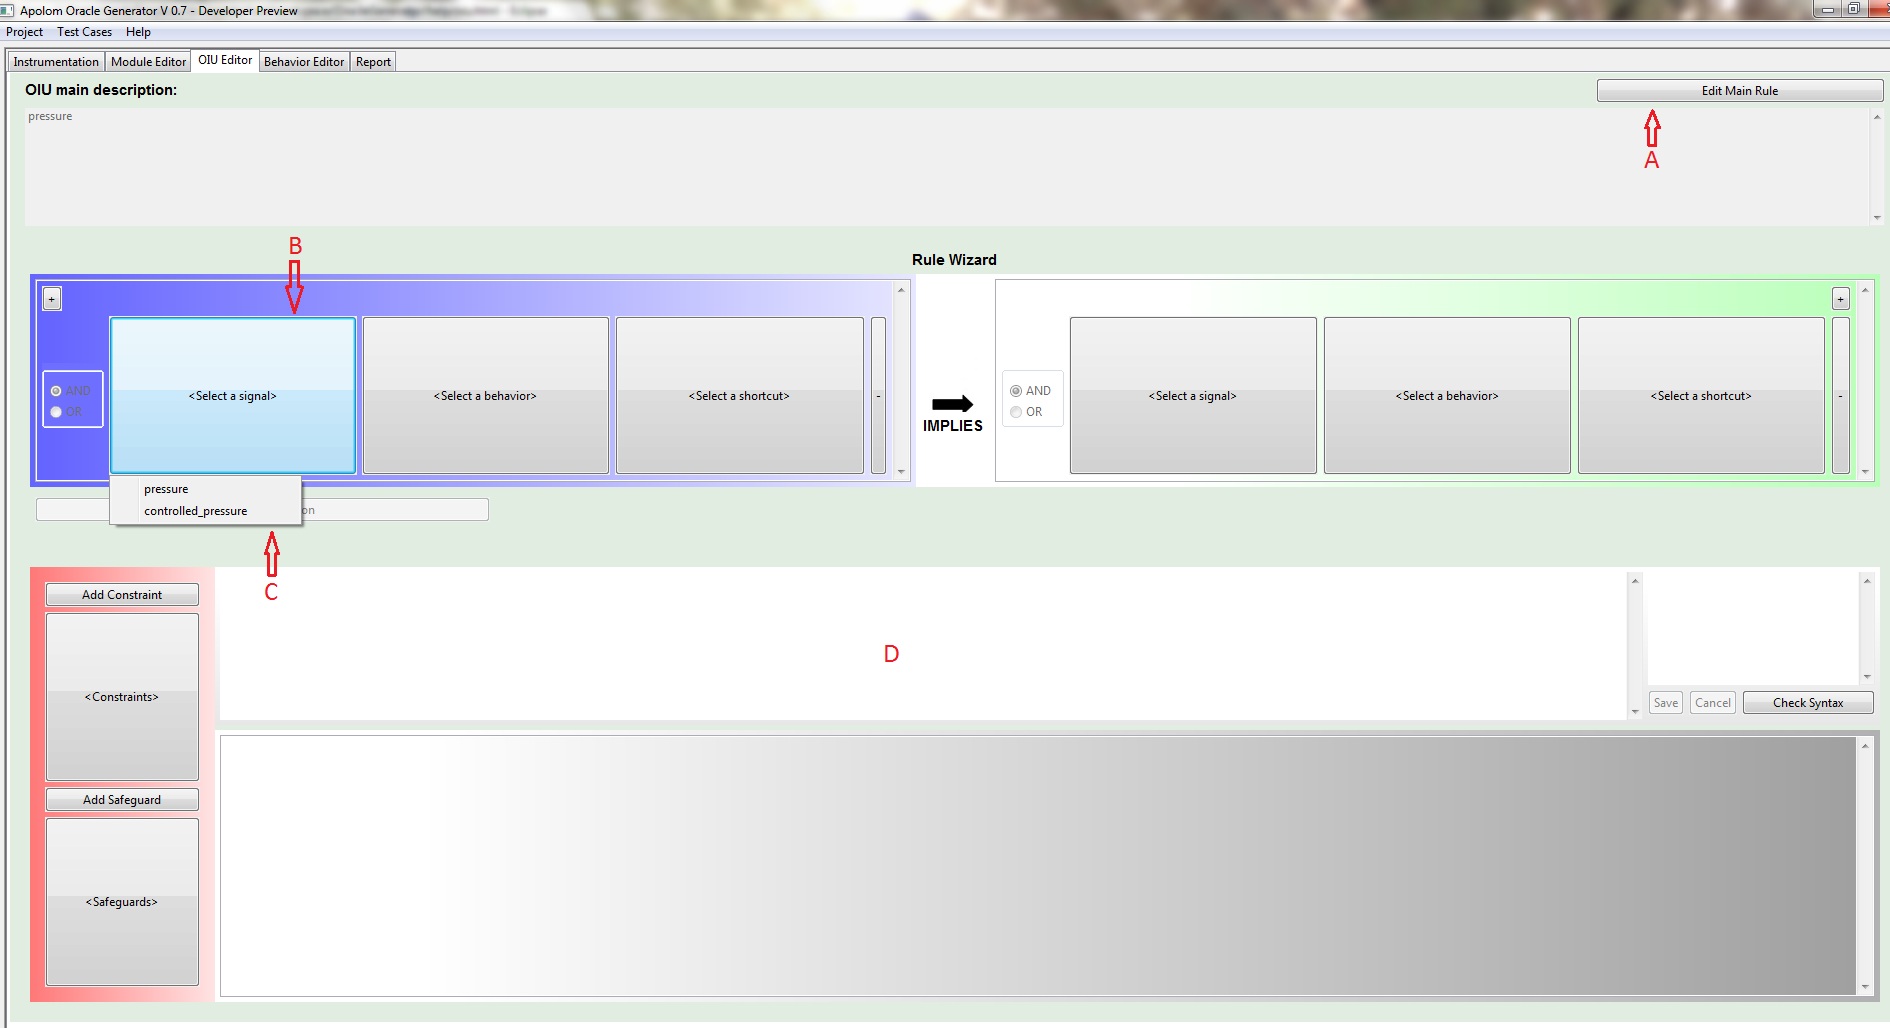 Apolom Oracle Generator V 0.7 - Developer Preview
Project Test Cases Help
Instrumentation Module Editor OIU Editor Behavior Editor Report
OIU main description:
Edit Main Rule
pressure
A
B
Rule Wizard
+
+
AND
OR
<Select a signal>
<Select a behavior>
<Select a shortcut>
-
IMPLIES
AND
OR
<Select a signal>
<Select a behavior>
<Select a shortcut>
-
pressure
controlled_pressure
on
C
Add Constraint
<Constraints>
D
Save Cancel Check Syntax
Add Safeguard
<Safeguards>